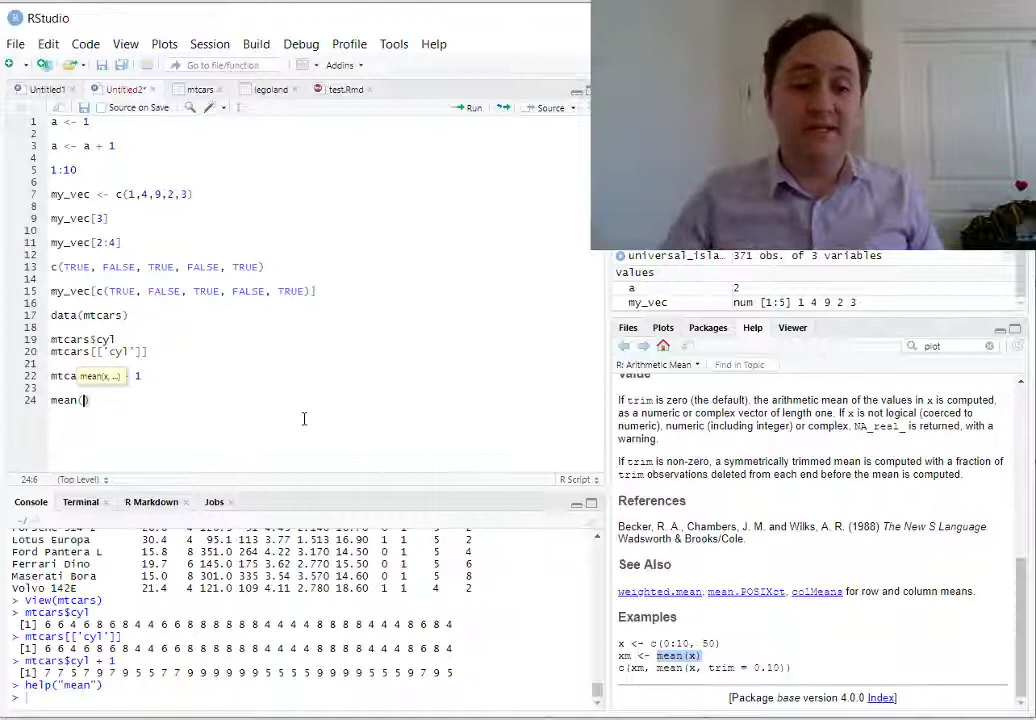 RStudio
File Edit Code View Plots Session Build Debug Profile Tools Help
Go to file/function Addins
Untitled1 Untitled2* mtcars legoland test.Rmd
Source on Save Run Source
1 a <- 1
2
3 a <- a + 1
4
5 1:10
6
7 my_vec <- c(1,4,9,2,3)
8
9 my_vec[3]
10
11 my_vec[2:4]
12
13 c(TRUE, FALSE, TRUE, FALSE, TRUE)
14
15 my_vec[c(TRUE, FALSE, TRUE, FALSE, TRUE)]
16
17 data(mtcars)
18
19 mtcars$cyl
20 mtcars[['cyl']]
21
22 mtca mean(x, ...) 1
23
24 mean()
24:6 (Top Level) R Script
Console Terminal R Markdown Jobs
~/
Lotus Europa 30.4 4 95.1 113 3.77 1.513 16.90 1 1 5 2
Ford Pantera L 15.8 8 351.0 264 4.22 3.170 14.50 0 1 5 4
Ferrari Dino 19.7 6 145.0 175 3.62 2.770 15.50 0 1 5 6
Maserati Bora 15.0 8 301.0 335 3.54 3.570 14.60 0 1 5 8
Volvo 142E 21.4 4 121.0 109 4.11 2.780 18.60 1 1 4 2
> View(mtcars)
> mtcars$cyl
[1] 6 6 4 6 8 6 8 4 4 6 6 8 8 8 8 8 8 4 4 4 4 8 8 8 8 4 4 4 8 6 8 4
> mtcars[['cyl']]
[1] 6 6 4 6 8 6 8 4 4 6 6 8 8 8 8 8 8 4 4 4 4 8 8 8 8 4 4 4 8 6 8 4
> mtcars$cyl + 1
[1] 7 7 5 7 9 7 9 5 5 7 7 9 9 9 9 9 9 5 5 5 5 9 9 9 9 5 5 5 9 7 9 5
> help("mean")
>
universal_isla... 371 obs. of 3 variables
values
a 2
my_vec num [1:5] 1 4 9 2 3
Files Plots Packages Help Viewer
plot
R: Arithmetic Mean Find in Topic
Value
If trim is zero (the default), the arithmetic mean of the values in x is computed,
as a numeric or complex vector of length one. If x is not logical (coerced to
numeric), numeric (including integer) or complex, NA_real_ is returned, with a
warning.
If trim is non-zero, a symmetrically trimmed mean is computed with a fraction of
trim observations deleted from each end before the mean is computed.
References
Becker, R. A., Chambers, J. M. and Wilks, A. R. (1988) The New S Language.
Wadsworth & Brooks/Cole.
See Also
weighted.mean, mean.POSIXct, colMeans for row and column means.
Examples
x <- c(0:10, 50)
xm <- mean(x)
c(xm, mean(x, trim = 0.10))
[Package base version 4.0.0 Index]